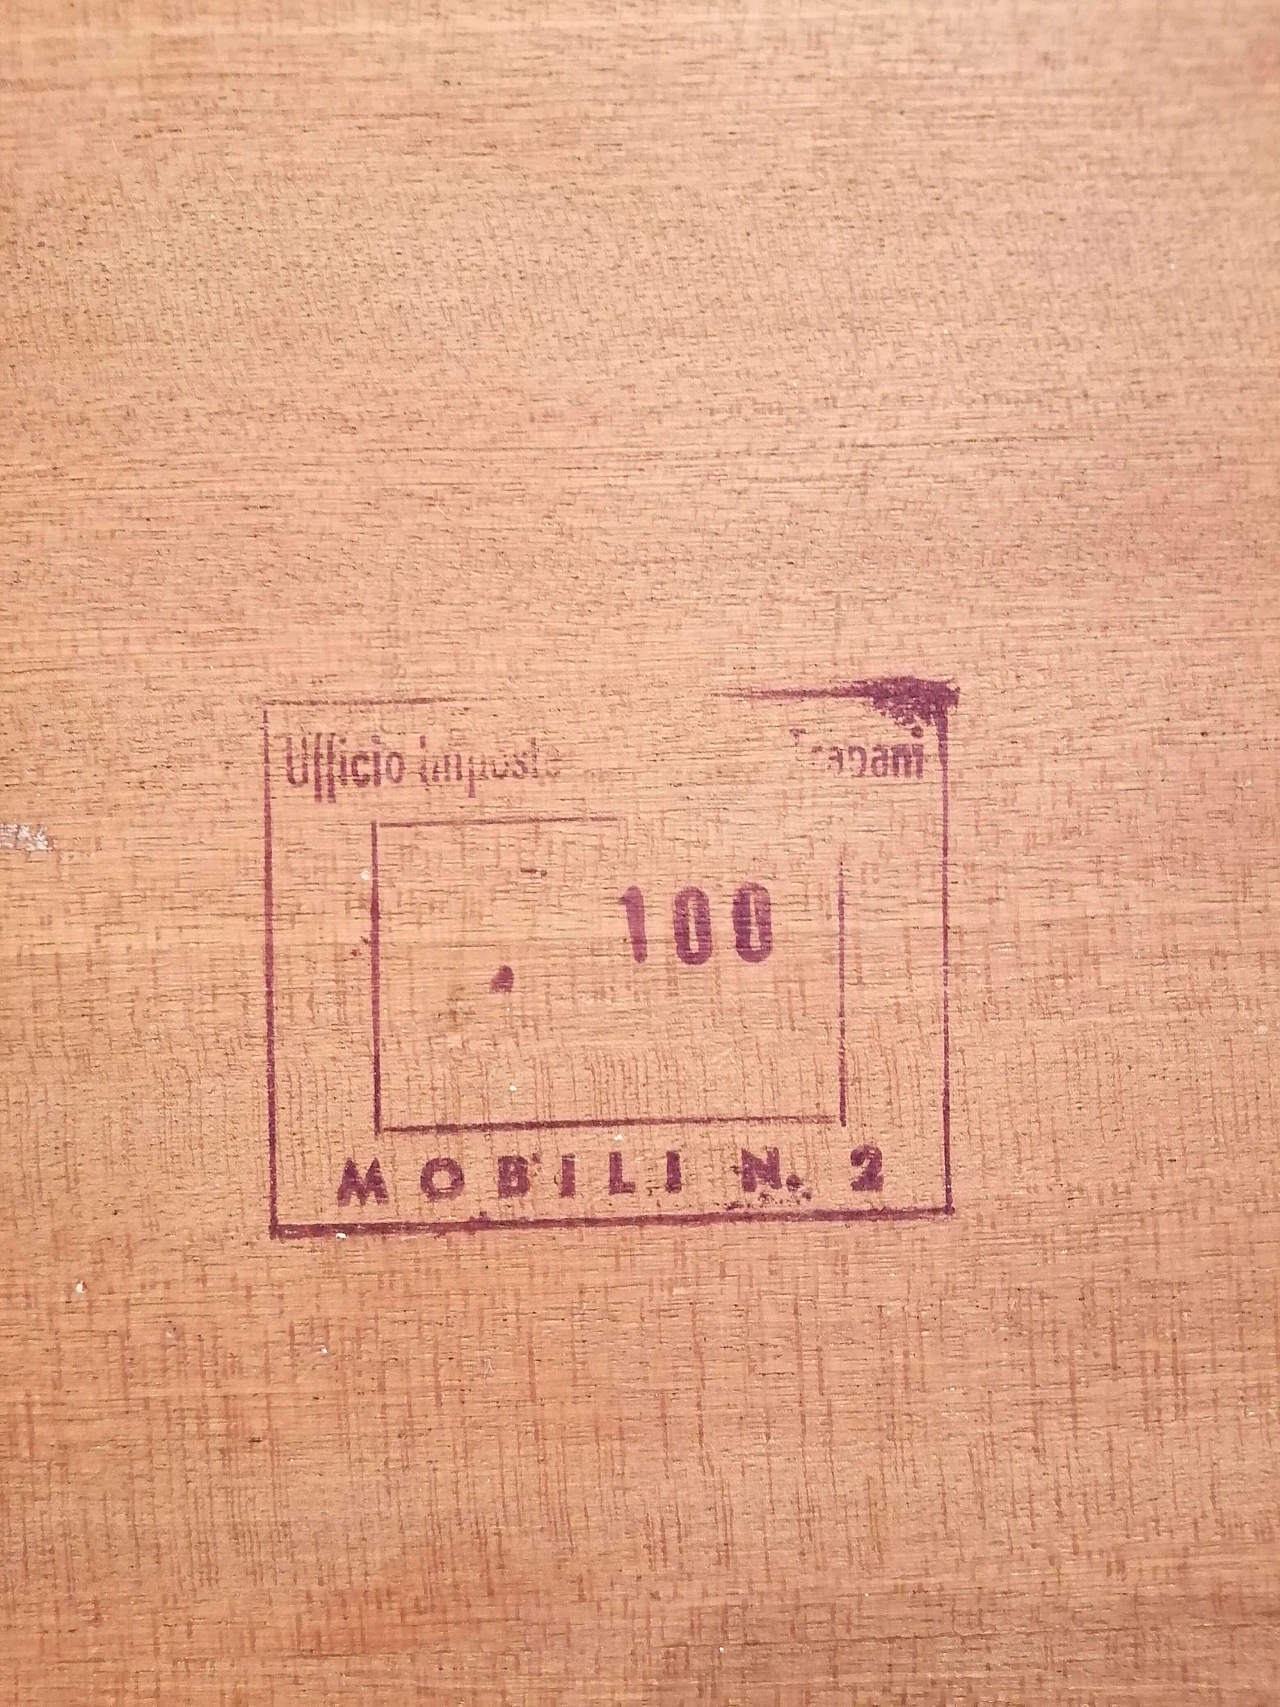 Ufficio Imposte Trapani
100
MOBILI N. 2